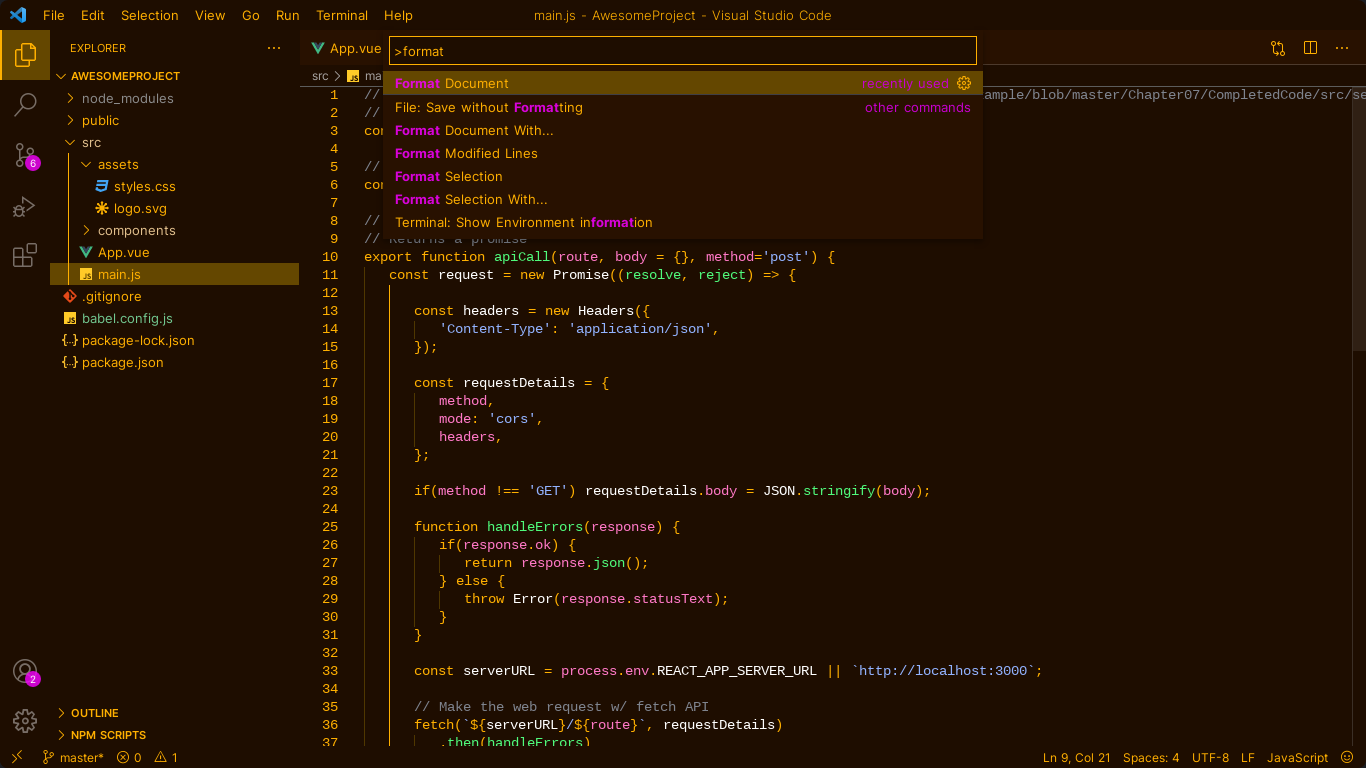 File Edit Selection View Go Run Terminal Help
main.js - AwesomeProject - Visual Studio Code
EXPLORER
AWESOMEPROJECT
node_modules
public
src
assets
styles.css
logo.svg
components
App.vue
main.js
.gitignore
babel.config.js
package-lock.json
package.json
6
2
OUTLINE
NPM SCRIPTS
App.vue
>format
src
JS
Format Document recently used
File: Save without Formatting other commands
Format Document With...
Format Modified Lines
Format Selection
Format Selection With...
Terminal: Show Environment information
1 // ample/blob/master/Chapter07/CompletedCode/src/se
2 //
3 con
4
5 //
6 con
7
8 //
9 // Returns a promise
10 export function apiCall(route, body = {}, method='post') {
11 const request = new Promise((resolve, reject) => {
12
13 const headers = new Headers({
14 'Content-Type': 'application/json',
15 });
16
17 const requestDetails = {
18 method,
19 mode: 'cors',
20 headers,
21 };
22
23 if(method !== 'GET') requestDetails.body = JSON.stringify(body);
24
25 function handleErrors(response) {
26 if(response.ok) {
27 return response.json();
28 } else {
29 throw Error(response.statusText);
30 }
31 }
32
33 const serverURL = process.env.REACT_APP_SERVER_URL || `http://localhost:3000`;
34
35 // Make the web request w/ fetch API
36 fetch(`${serverURL}/${route}`, requestDetails)
37 .then(handleErrors)
master* 0 1
Ln 9, Col 21 Spaces: 4 UTF-8 LF JavaScript